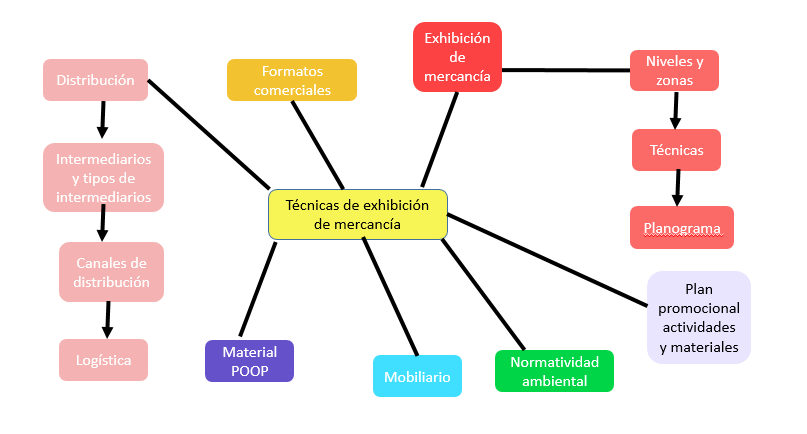 Exhibición
de
mercancía
Formatos
comerciales
Distribución
Niveles y
zonas
Intermediarios
y tipos de
intermediarios
Técnicas
Técnicas de exhibición
de mercancía
Planograma
Canales de
distribución
Plan
promocional
actividades
y materiales
Logística
Material
POOP
Mobiliario
Normatividad
ambiental